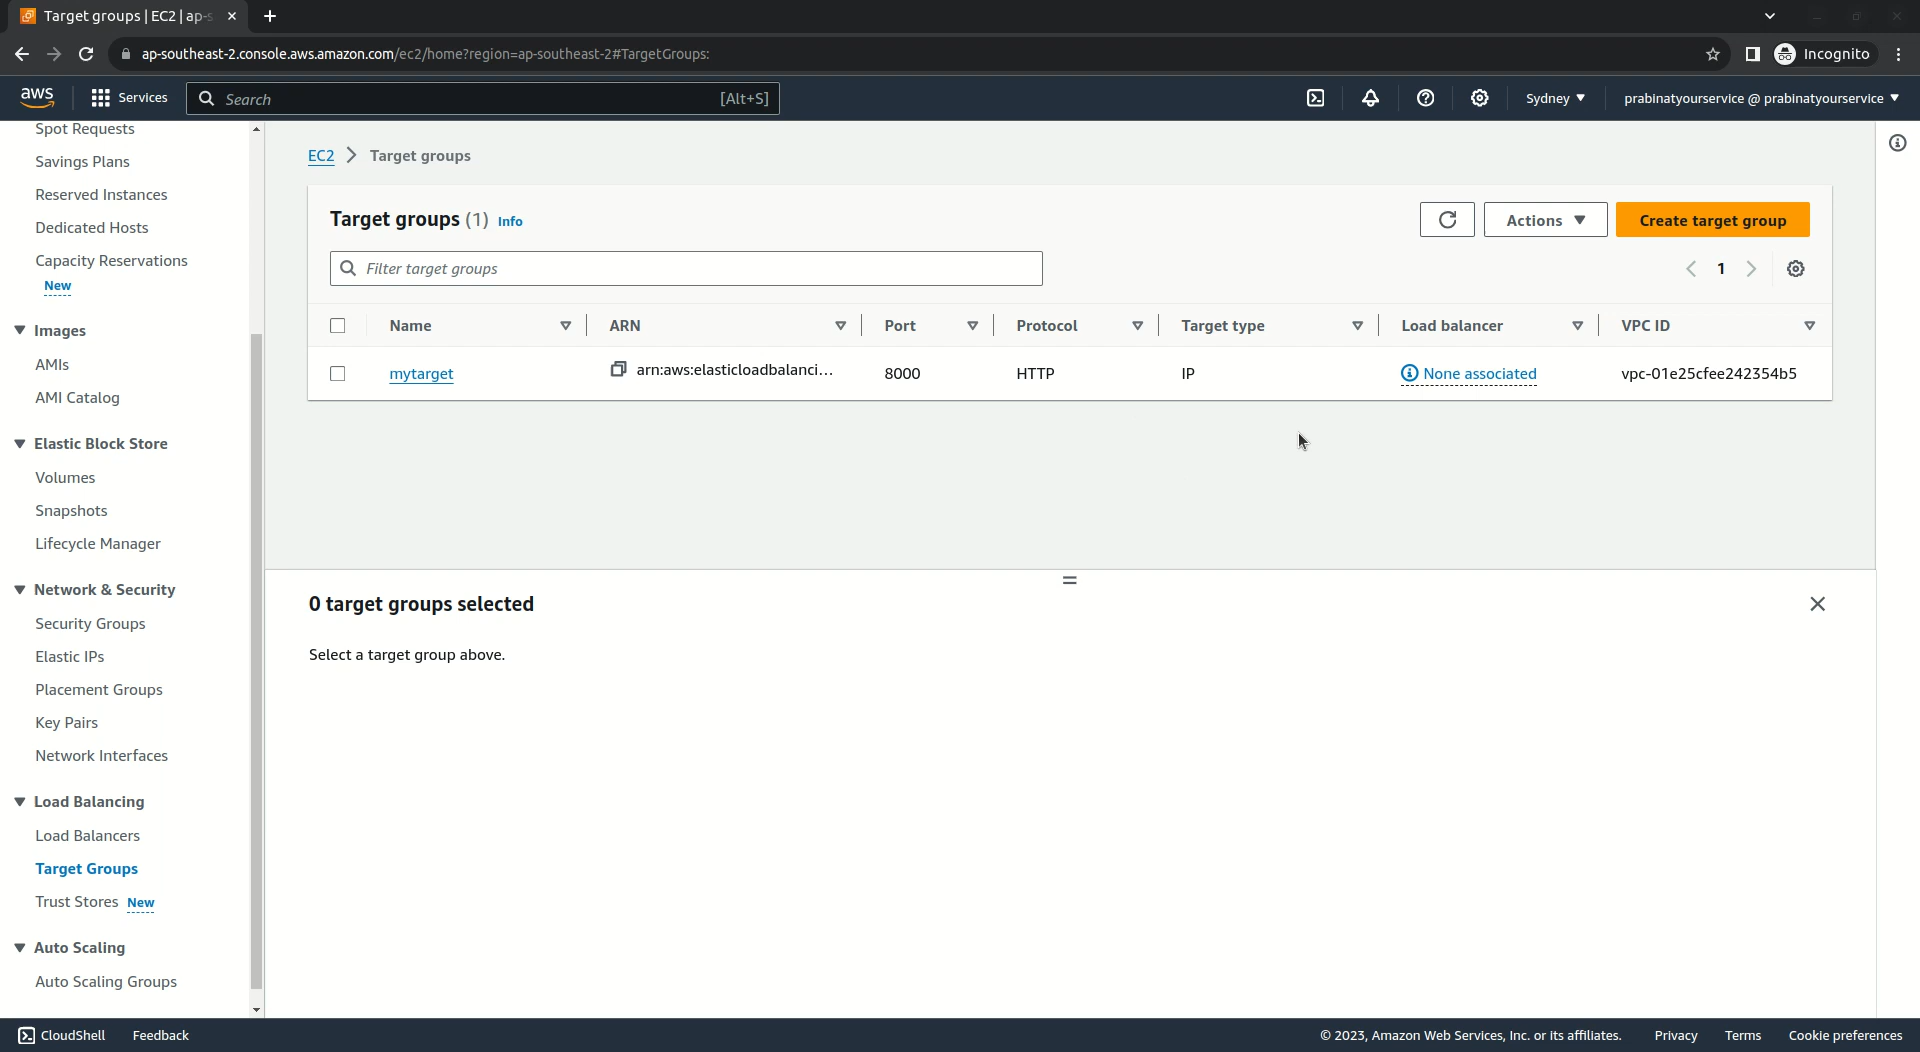 Target groups | EC2 | ap-s
ap-southeast-2.console.aws.amazon.com/ec2/home?region=ap-southeast-2#TargetGroups:
Incognito
aws
Services
Search
[Alt+S]
Sydney
prabinatyourservice @ prabinatyourservice
Spot Requests
Savings Plans
Reserved Instances
Dedicated Hosts
Capacity Reservations
New
Images
AMIs
AMI Catalog
Elastic Block Store
Volumes
Snapshots
Lifecycle Manager
Network & Security
Security Groups
Elastic IPs
Placement Groups
Key Pairs
Network Interfaces
Load Balancing
Load Balancers
Target Groups
Trust Stores New
Auto Scaling
Auto Scaling Groups
EC2 > Target groups
Target groups (1) Info
Actions
Create target group
Filter target groups
1
Name ARN Port Protocol Target type Load balancer VPC ID
mytarget arn:aws:elasticloadbalanci... 8000 HTTP IP None associated vpc-01e25cfee242354b5
0 target groups selected
Select a target group above.
CloudShell
Feedback
© 2023, Amazon Web Services, Inc. or its affiliates.
Privacy
Terms
Cookie preferences